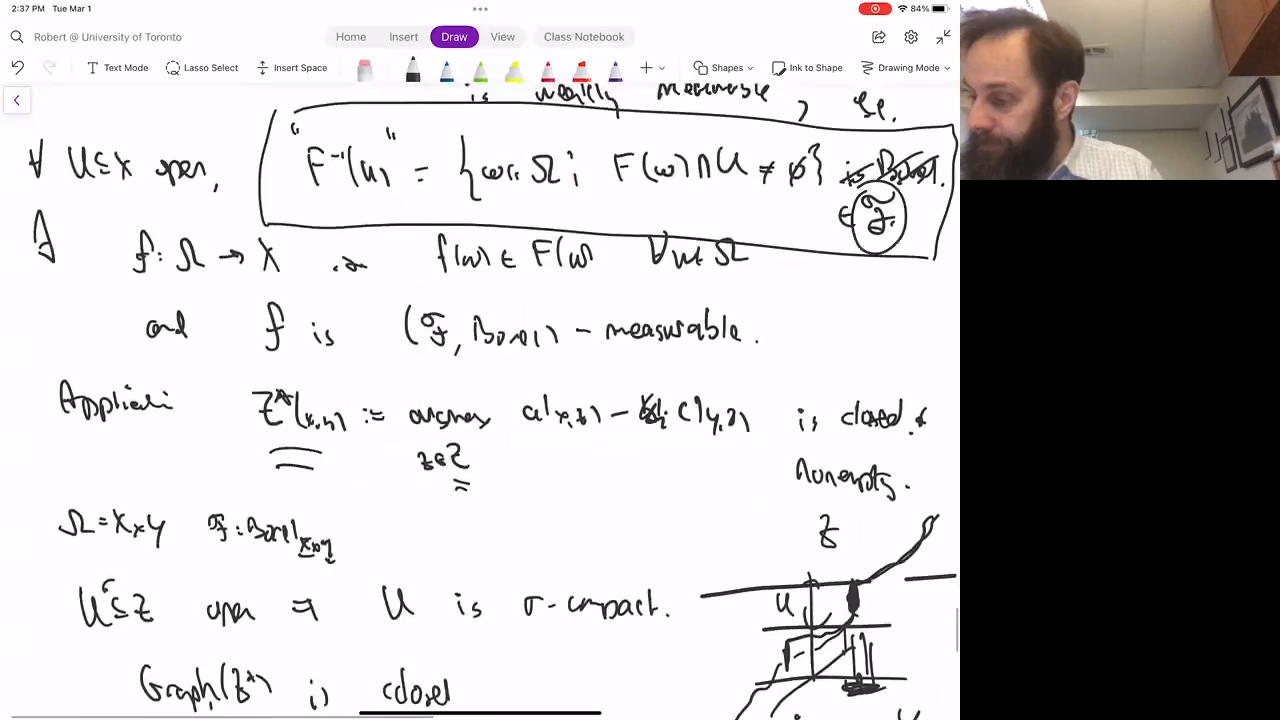 2:37 PM Tue Mar 1
84%
Robert @ University of Toronto
Home Insert Draw View Class Notebook
Text Mode Lasso Select Insert Space Shapes Ink to Shape Drawing Mode
is weakly measurable, st.
∀ U⊆X open, "F⁻¹(U)" = {ω∈Ω; F(ω)∩U ≠ ∅} is Borel.
∈ F.
∃ f: Ω → X f(ω) ∈ F(ω) ∀ω∈Ω
and f is (F, Borel) - measurable.
Z*(x,y) := argmax a(x,z) - c(y,z) is closed &
z∈Z
nonempty.
Ω = X×Y F: Borel X×Y
Z
U⊆Z open ⇒ U is σ-compact.
U
Graph(Z*) is closed